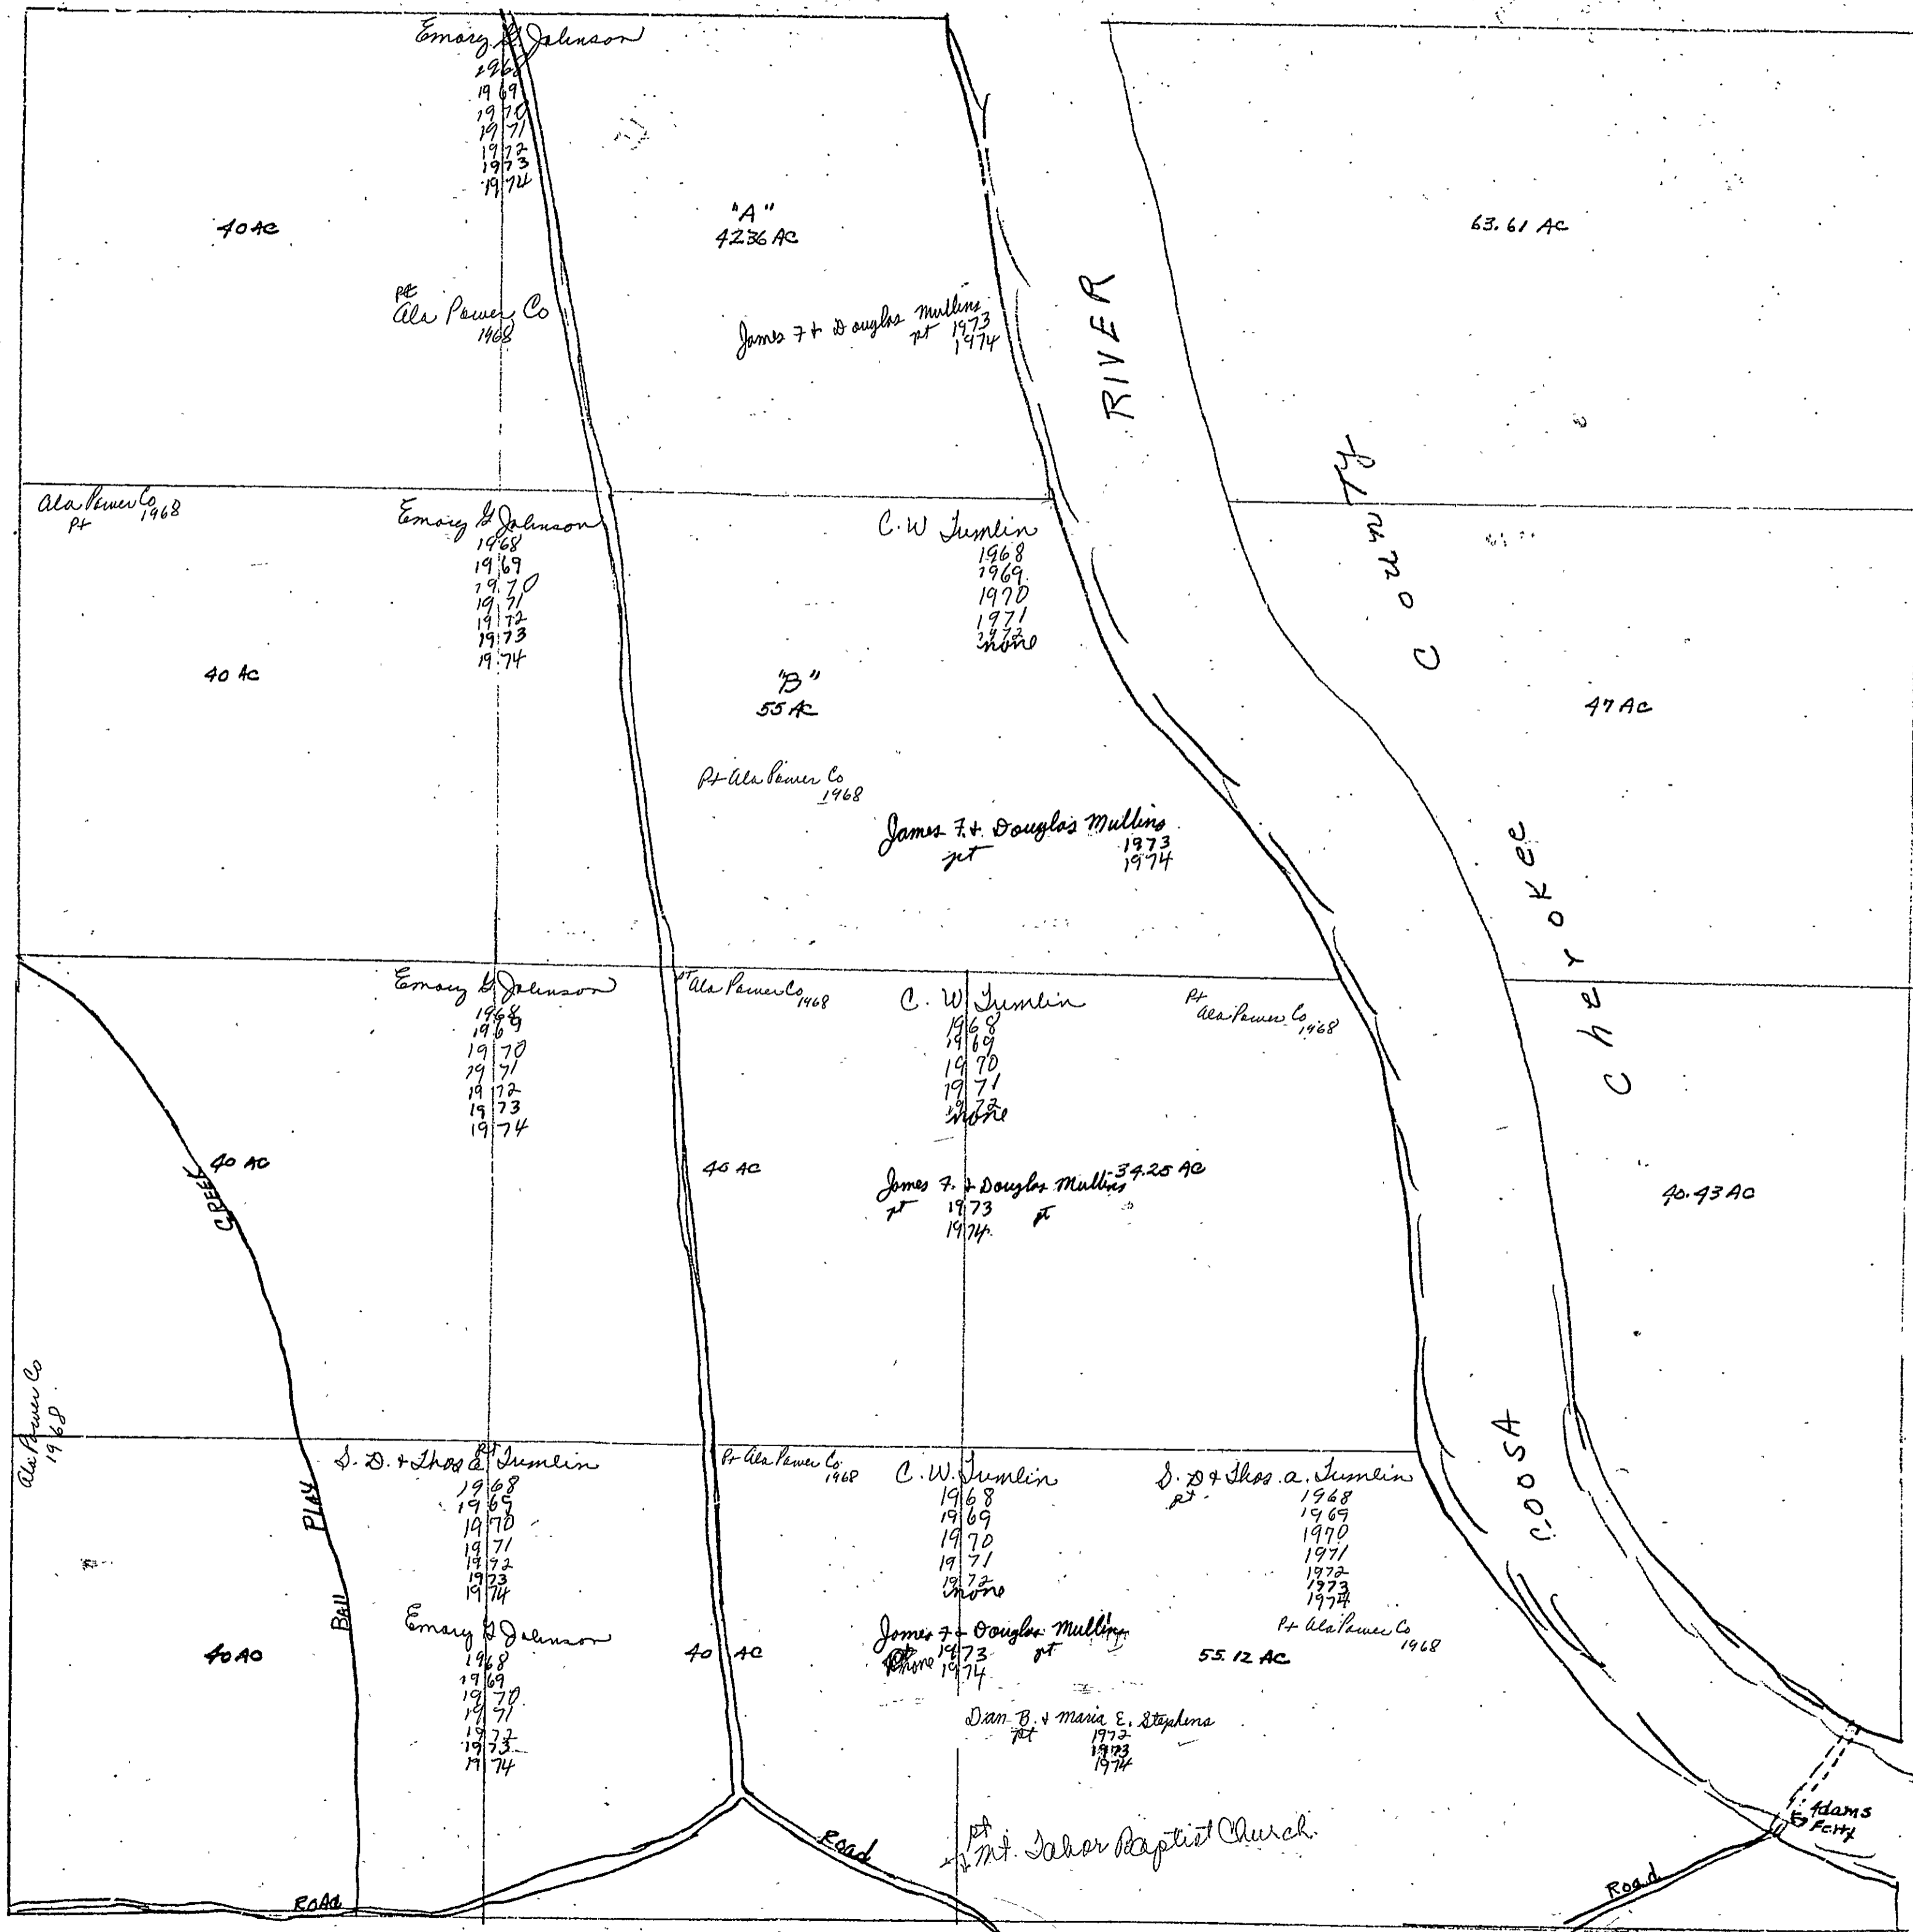 Emory G Johnson
1968
1969
1970
1971
1972
1973
1974
40 AC
"A"
42.36 AC
63.61 AC
pt
Ala Power Co
1968
James F + Douglas Mullins
pt 1973
1974
RIVER
County
Ala Power Co
Pt 1968
Emory G Johnson
1968
1969
1970
1971
1972
1973
1974
C. W Tumlin
1968
1969
1970
1971
1972
none
40 AC
"B"
55 AC
47 AC
Pt Ala Power Co
1968
James F. + Douglas Mullins
pt 1973
1974
Cherokee
Emory G Johnson
1968
1969
1970
1971
1972
1973
1974
pt Ala Power Co
1968
C. W Tumlin
1968
1969
1970
1971
1972
none
Pt
Ala Power Co.
1968
40 AC
CREEK
40 AC
James F. + Douglas Mullins
pt 1973 pt
1974
34.25 AC
40.43 AC
Ala Power Co
1968
COOSA
S. D. + Thos A Tumlin
pt
1968
1969
1970
1971
1972
1973
1974
Pt Ala Power Co
1968
C. W. Tumlin
1968
1969
1970
1971
1972
none
S. D + Thos. A. Tumlin
pt. 1968
1969
1970
1971
1972
1973
1974
PLAY
Ball
Emory G Johnson
1968
1969
1970
1971
1972
1973
1974
40 AC
40 AC
James F + Douglas Mullins
1973 pt
none 1974
Pt Ala Power Co
1968
55.12 AC
Dan B. + Maria E. Stephens
pt 1972
1973
1974
Adams
Ferry
pt
Mt. Tabor Baptist Church
Road
Road
ROAD